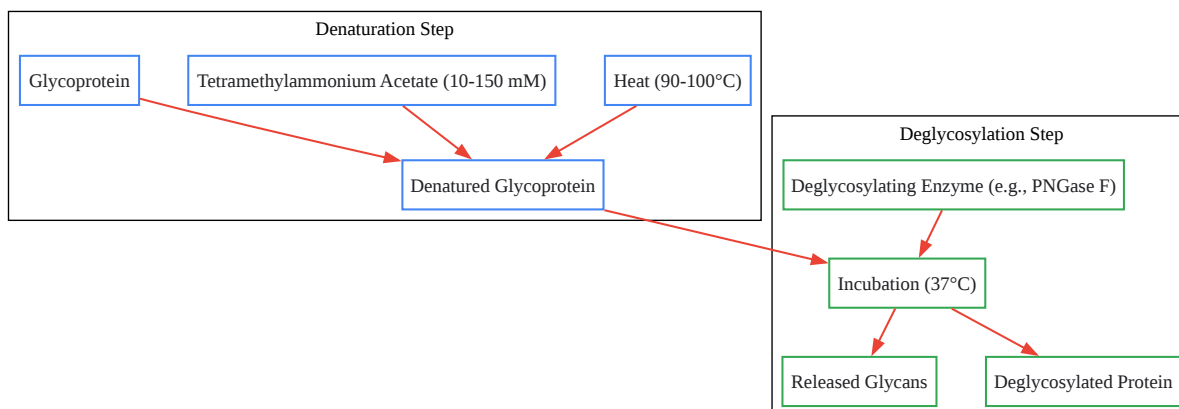 Denaturation Step
Glycoprotein
Tetramethylammonium Acetate (10-150 mM)
Heat (90-100°C)
Denatured Glycoprotein
Deglycosylation Step
Deglycosylating Enzyme (e.g., PNGase F)
Incubation (37°C)
Released Glycans
Deglycosylated Protein